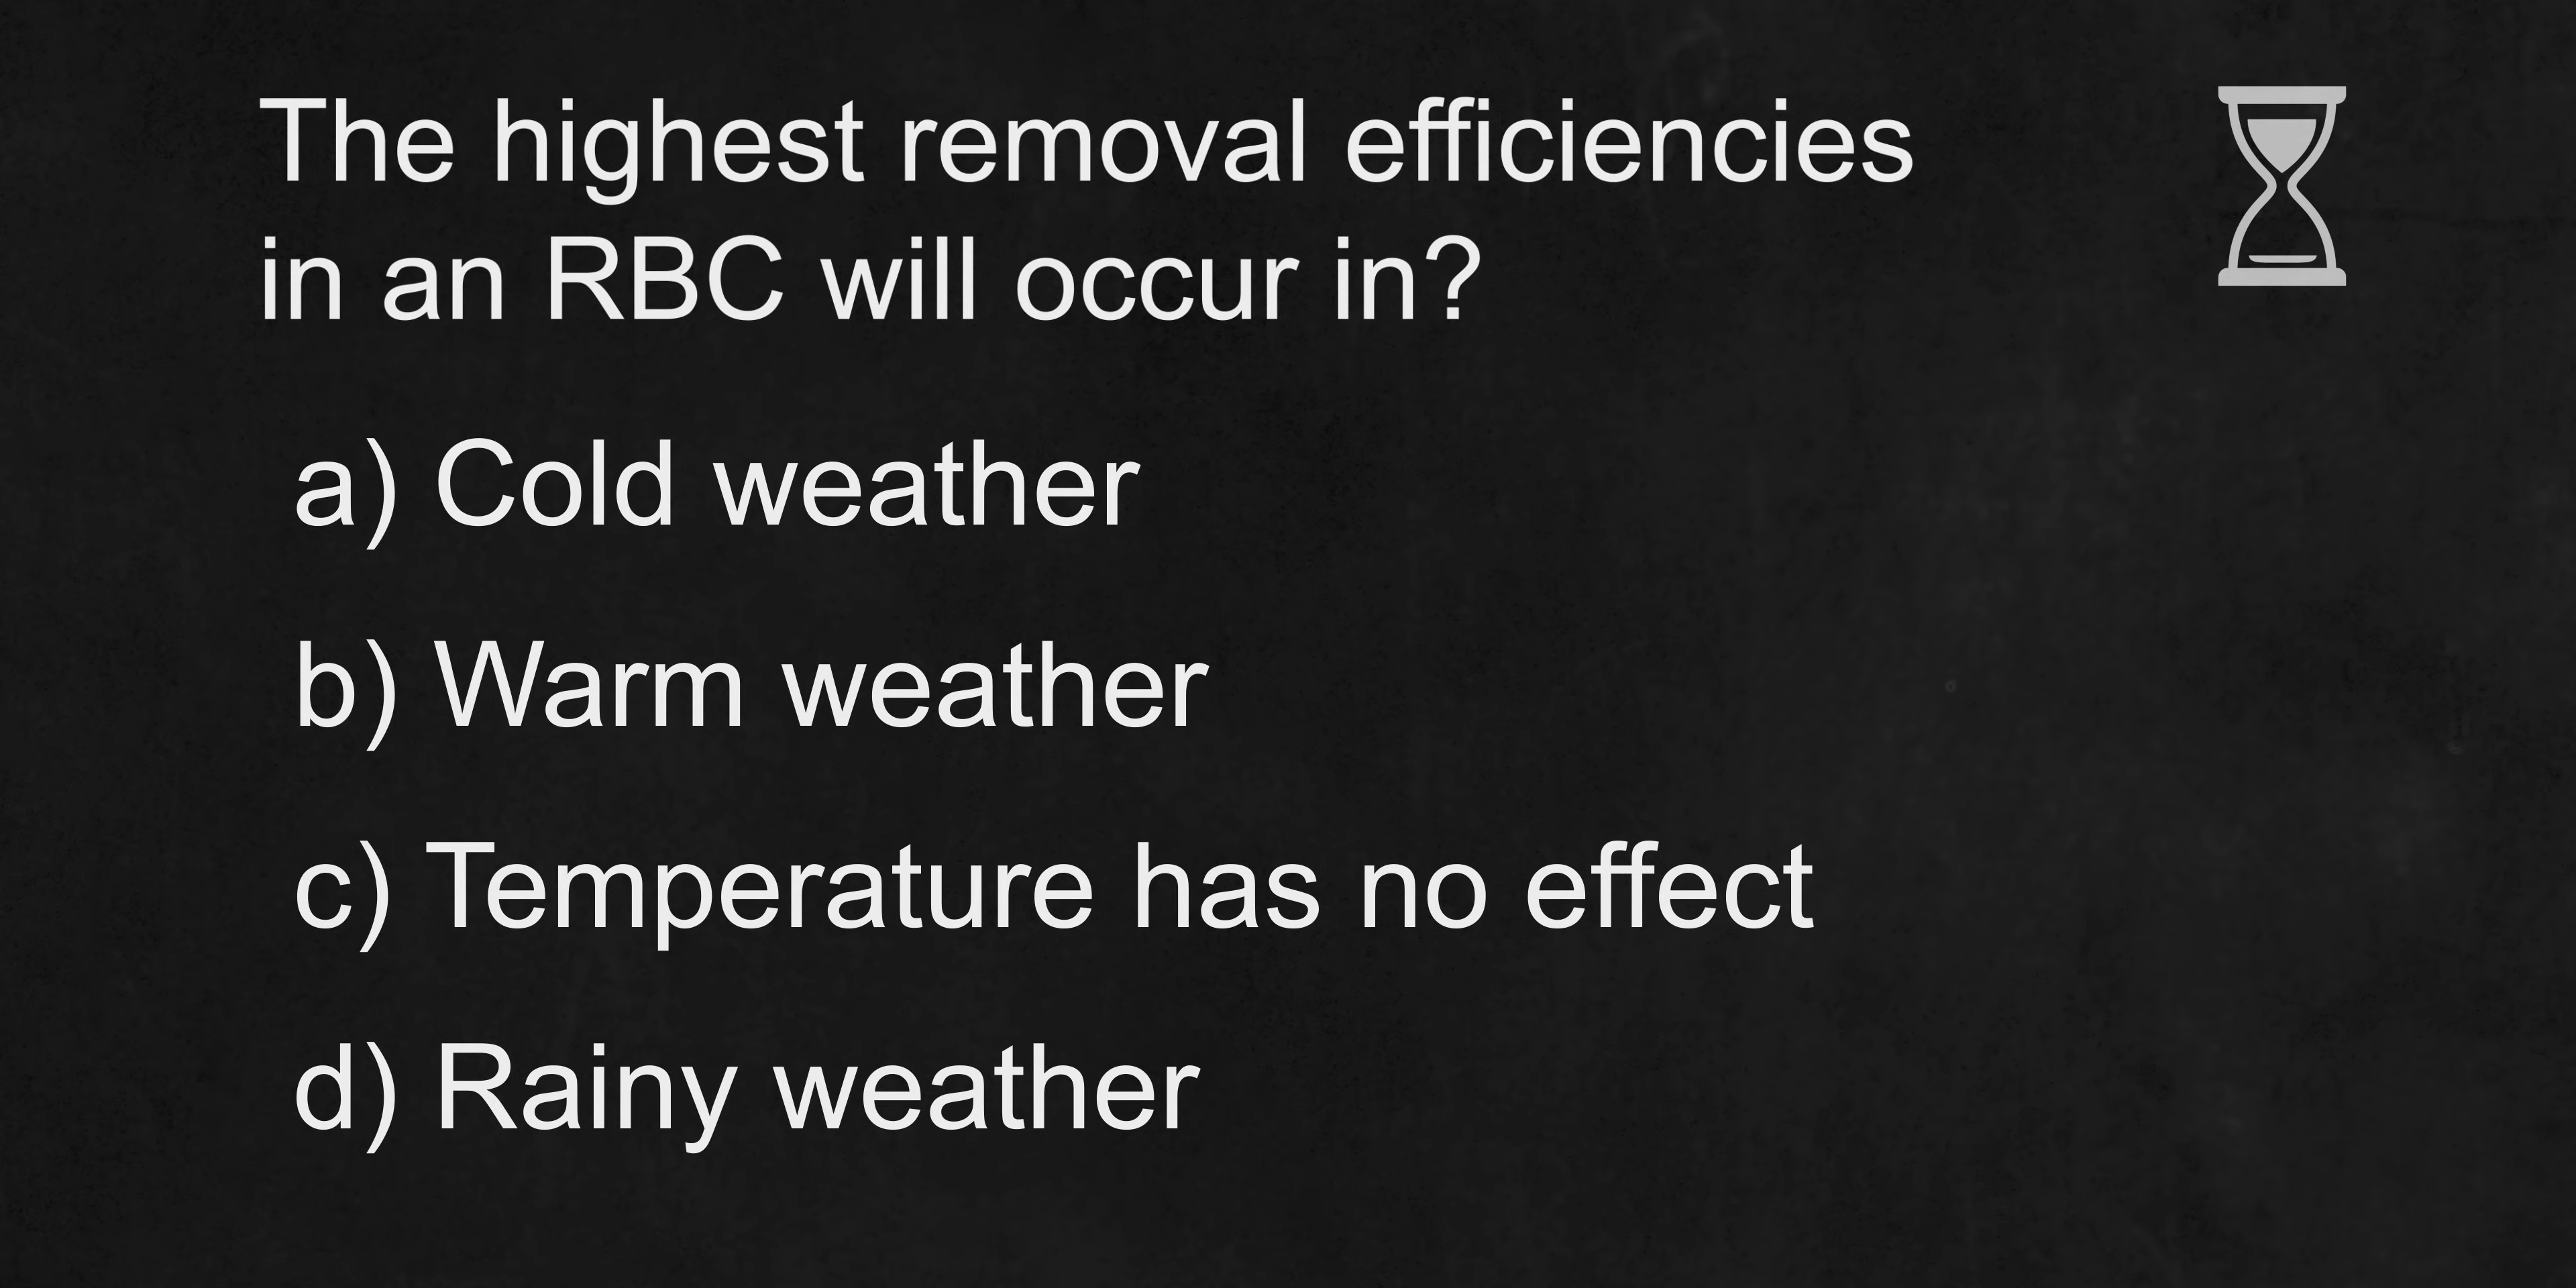 The highest removal efficiencies
in an RBC will occur in?
a) Cold weather
b) Warm weather
c) Temperature has no effect
d) Rainy weather